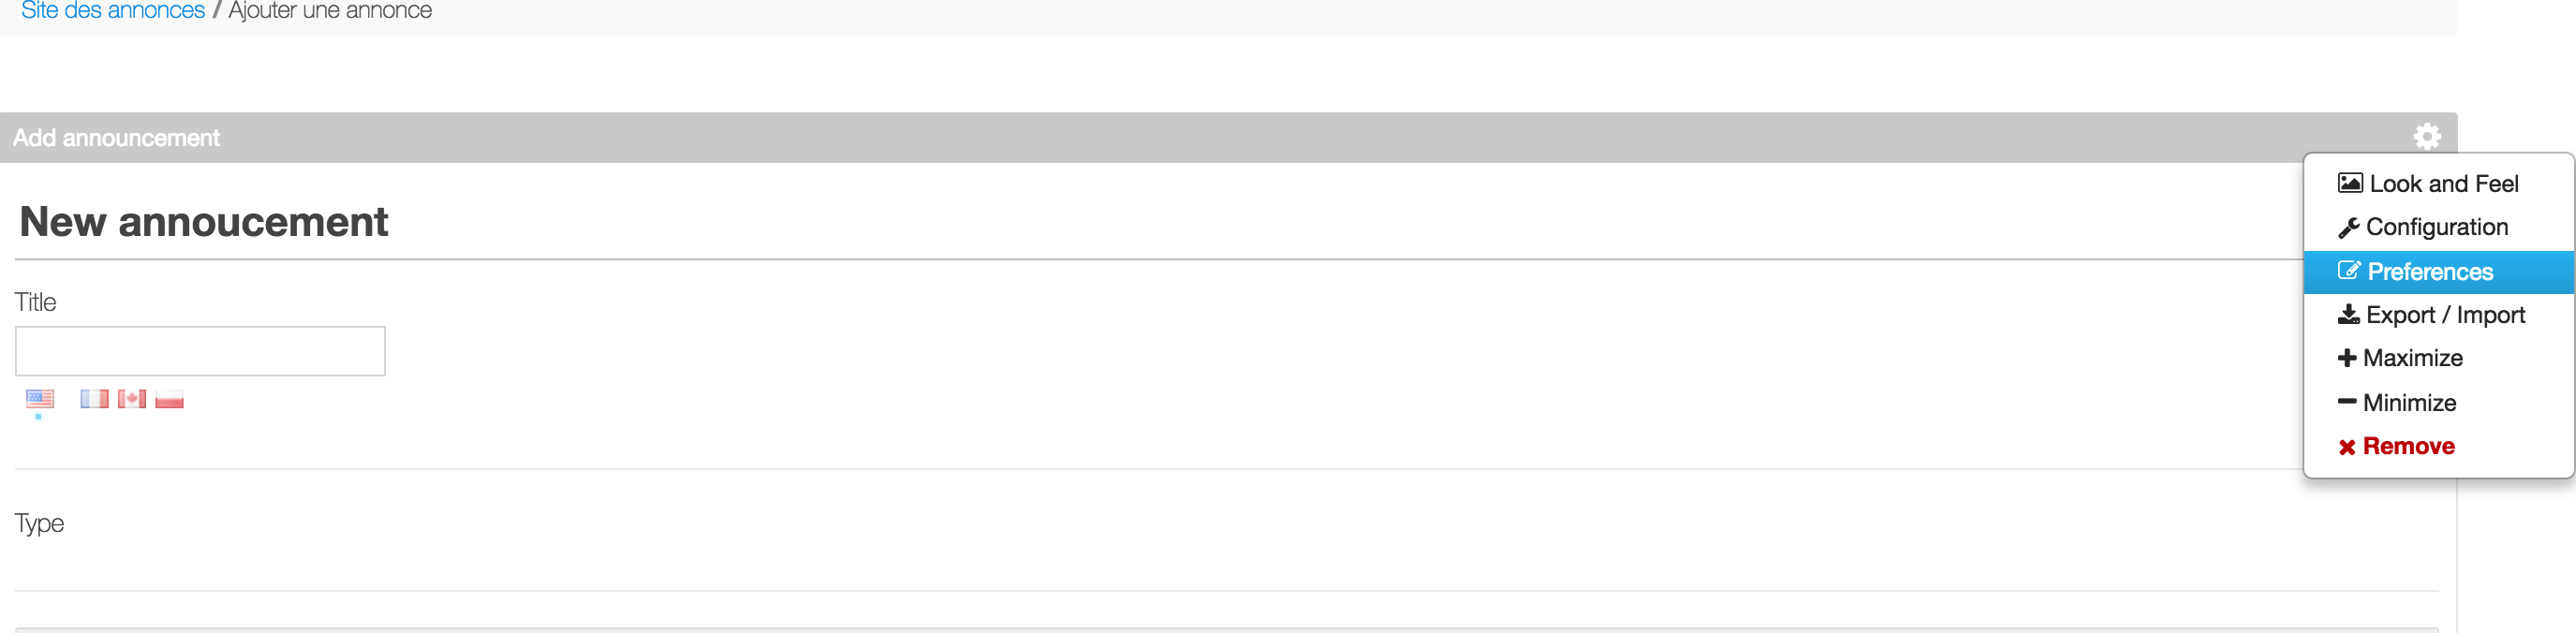 Site des annonces / Ajouter une annonce
Add announcement
New annoucement
Title
Type
Look and Feel
Configuration
Preferences
Export / Import
Maximize
Minimize
Remove